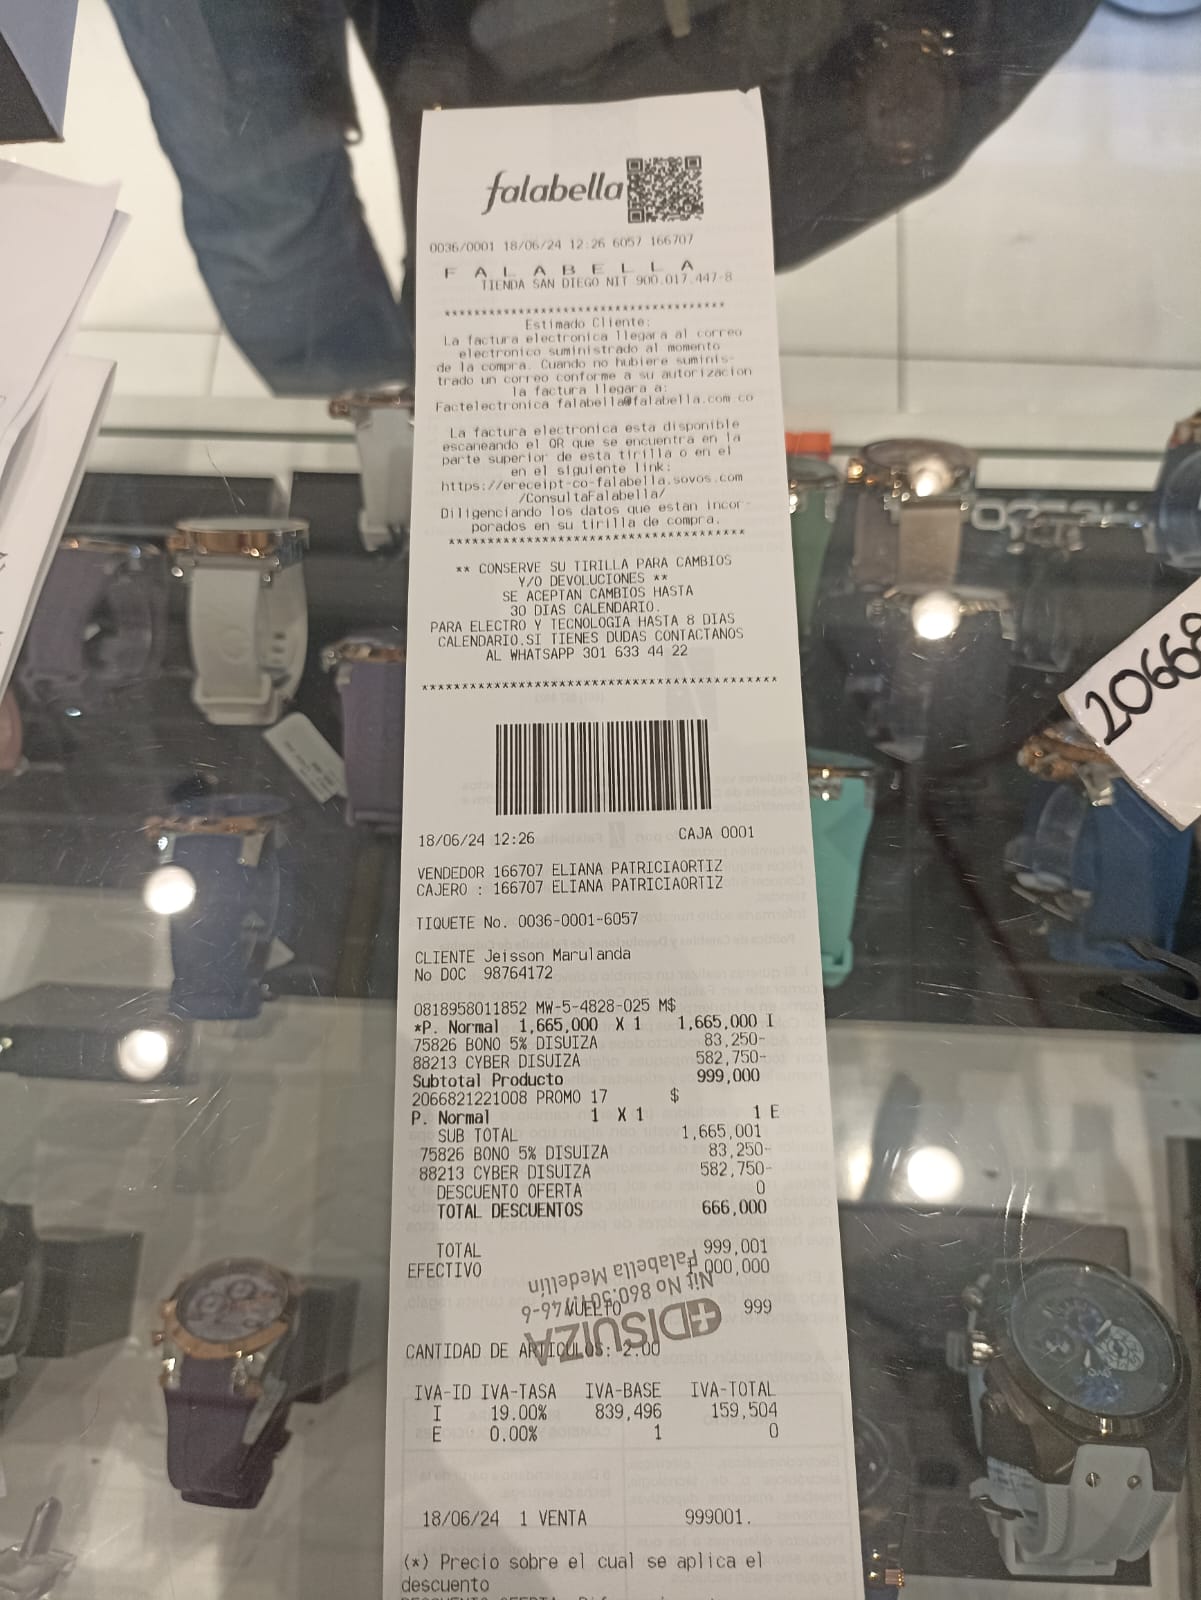 falabella
0036/0001 18/06/24 12:26 6057 166707
F A L A B E L L A
TIENDA SAN DIEGO NIT 900.017.447-8
******************************************
Estimado Cliente:
La factura electronica llegara al correo
electronico suministrado al momento
de la compra. Cuando no hubiere suminis-
trado un correo conforme a su autorizacion
la factura llegara a:
Factelectronica falabella@falabella.com.co
La factura electronica esta disponible
escaneando el QR que se encuentra en la
parte superior de esta tirilla o en el
en el siguiente link:
https://ereceipt-co-falabella.sovos.com
/ConsultaFalabella/
Diligenciando los datos que estan incor-
porados en su tirilla de compra.
******************************************
** CONSERVE SU TIRILLA PARA CAMBIOS
Y/O DEVOLUCIONES **
SE ACEPTAN CAMBIOS HASTA
30 DIAS CALENDARIO.
PARA ELECTRO Y TECNOLOGIA HASTA 8 DIAS
CALENDARIO.SI TIENES DUDAS CONTACTANOS
AL WHATSAPP 301 633 44 22
******************************************
18/06/24 12:26 CAJA 0001
VENDEDOR 166707 ELIANA PATRICIAORTIZ
CAJERO : 166707 ELIANA PATRICIAORTIZ
TIQUETE No. 0036-0001-6057
CLIENTE Jeisson Marulanda
No DOC 98764172
0818958011852 MW-5-4828-025 M$
*P. Normal 1,665,000 X 1 1,665,000 I
75826 BONO 5% DISUIZA 83,250-
88213 CYBER DISUIZA 582,750-
Subtotal Producto 999,000
2066821221008 PROMO 17 $
P. Normal 1 X 1 1 E
SUB TOTAL 1,665,001
75826 BONO 5% DISUIZA 83,250-
88213 CYBER DISUIZA 582,750-
DESCUENTO OFERTA 0
TOTAL DESCUENTOS 666,000
TOTAL 999,001
EFECTIVO 1,000,000
VUELTO 999
DISUIZA
Falabella Medellin
CANTIDAD DE ARTICULOS: 2.00
IVA-ID IVA-TASA IVA-BASE IVA-TOTAL
I 19.00% 839,496 159,504
E 0.00% 1 0
18/06/24 1 VENTA 999001.
(*) Precio sobre el cual se aplica el
descuento
20668